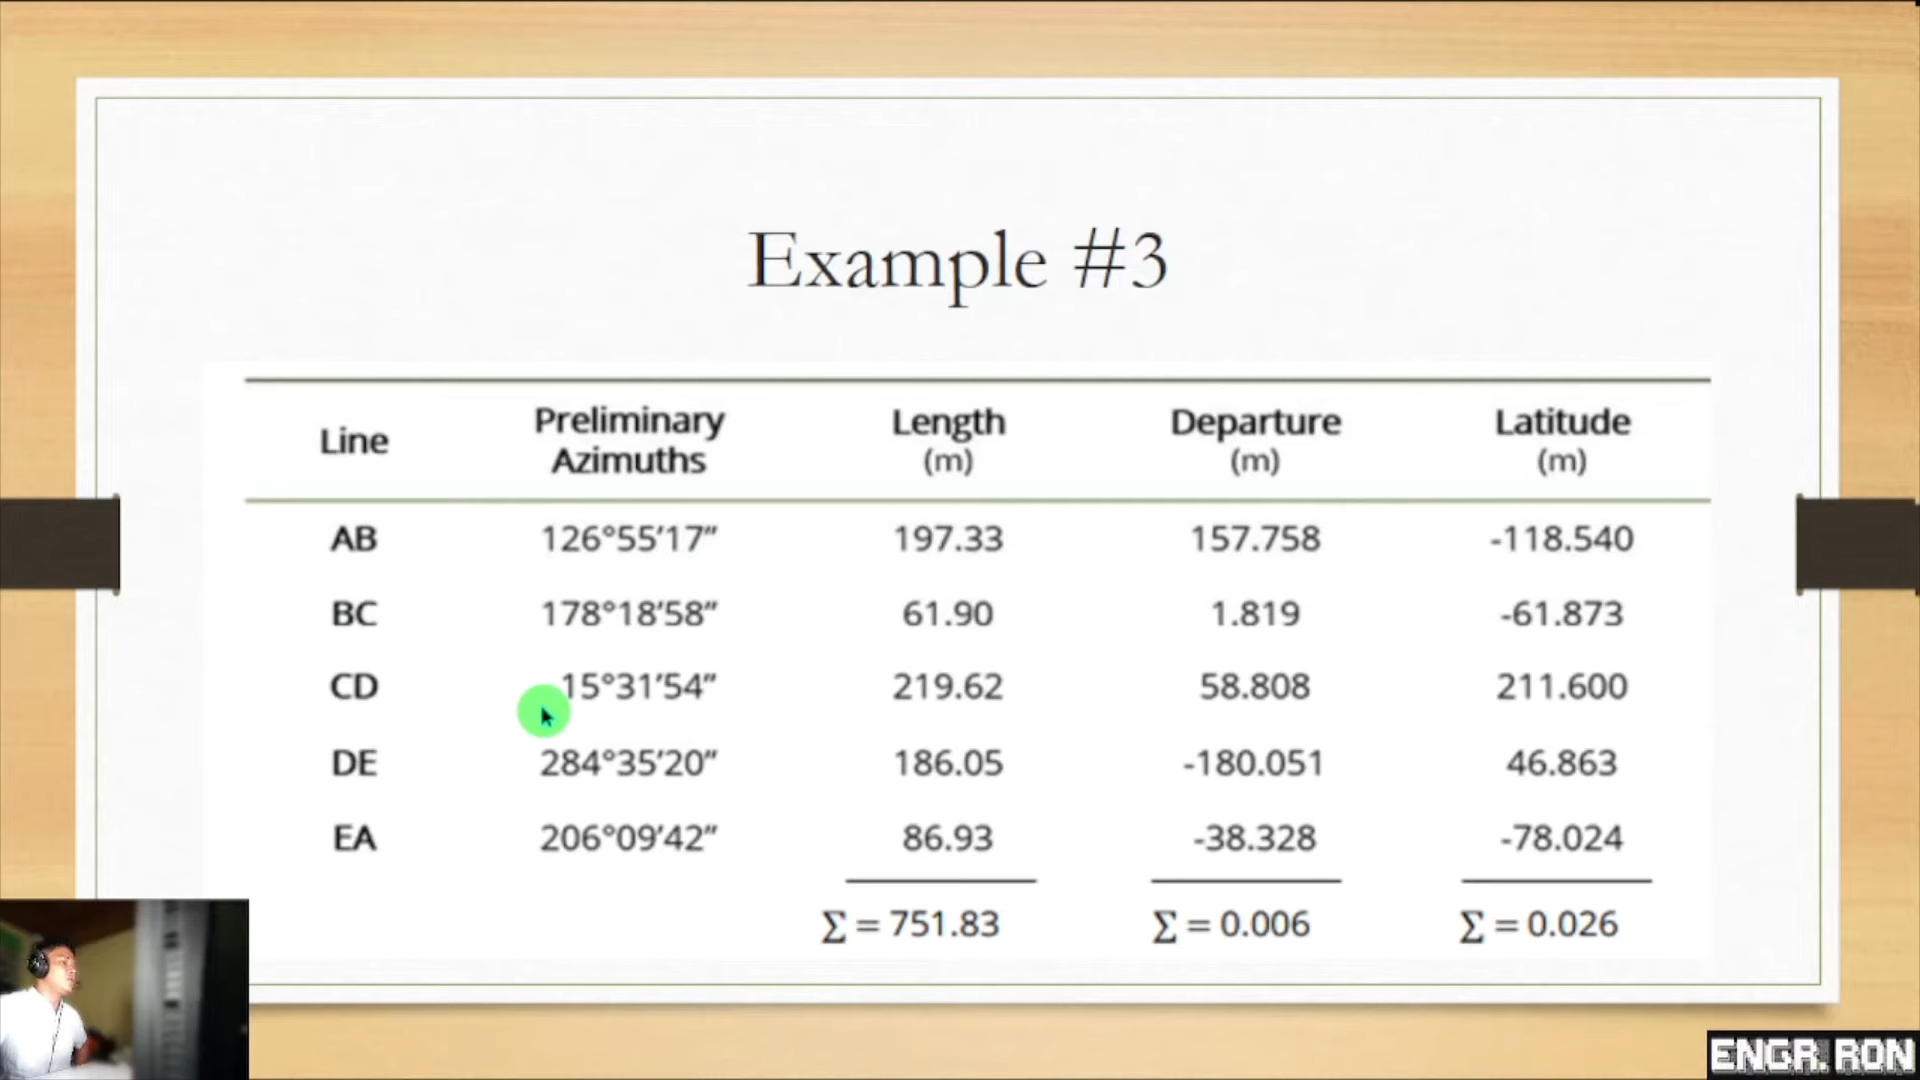 Example #3
Line Preliminary Azimuths Length (m) Departure (m) Latitude (m)
AB 126°55’17” 197.33 157.758 -118.540
BC 178°18’58” 61.90 1.819 -61.873
CD 15°31’54” 219.62 58.808 211.600
DE 284°35’20” 186.05 -180.051 46.863
EA 206°09’42” 86.93 -38.328 -78.024
∑ = 751.83 ∑ = 0.006 ∑ = 0.026
ENGR. RON